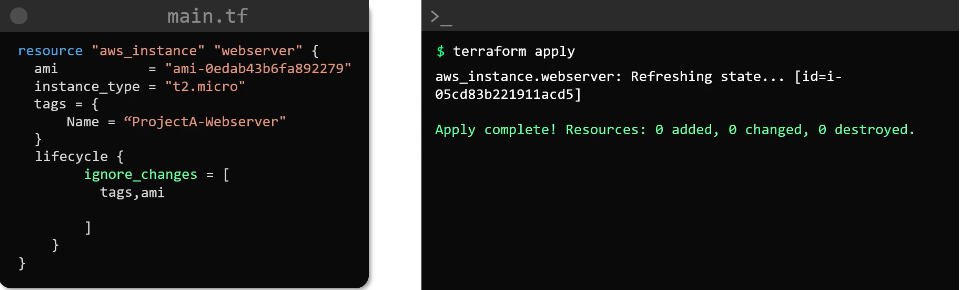 main.tf
resource "aws_instance" "webserver" {
  ami           = "ami-0edab43b6fa892279"
  instance_type = "t2.micro"
  tags = {
      Name = “ProjectA-Webserver"
  }
  lifecycle {
        ignore_changes = [
          tags,ami
        ]
    }
}
>_
$ terraform apply
aws_instance.webserver: Refreshing state... [id=i-
05cd83b221911acd5]
Apply complete! Resources: 0 added, 0 changed, 0 destroyed.